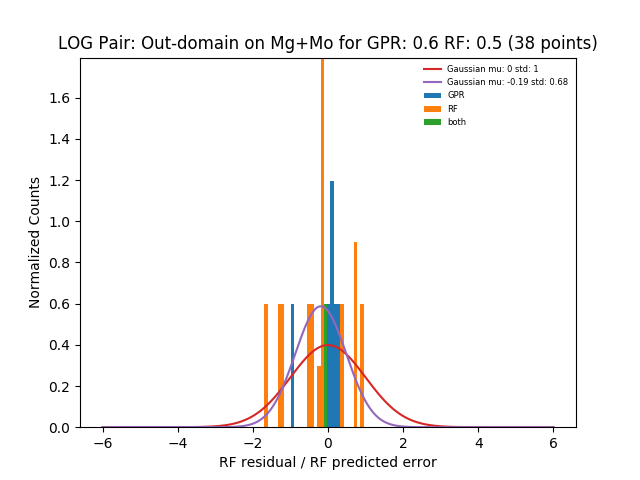 LOG Pair: Out-domain on Mg+Mo for GPR: 0.6 RF: 0.5 (38 points)
Gaussian mu: 0 std: 1
Gaussian mu: -0.19 std: 0.68
GPR
RF
both
Normalized Counts
1.6
1.4
1.2
1.0
0.8
0.6
0.4
0.2
0.0
−6 −4 −2 0 2 4 6
RF residual / RF predicted error